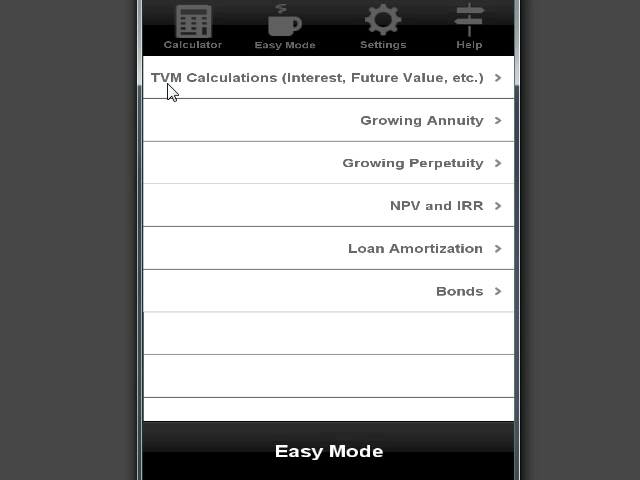 Calculator
Easy Mode
Settings
Help
TVM Calculations (Interest, Future Value, etc.)
Growing Annuity
Growing Perpetuity
NPV and IRR
Loan Amortization
Bonds
Easy Mode